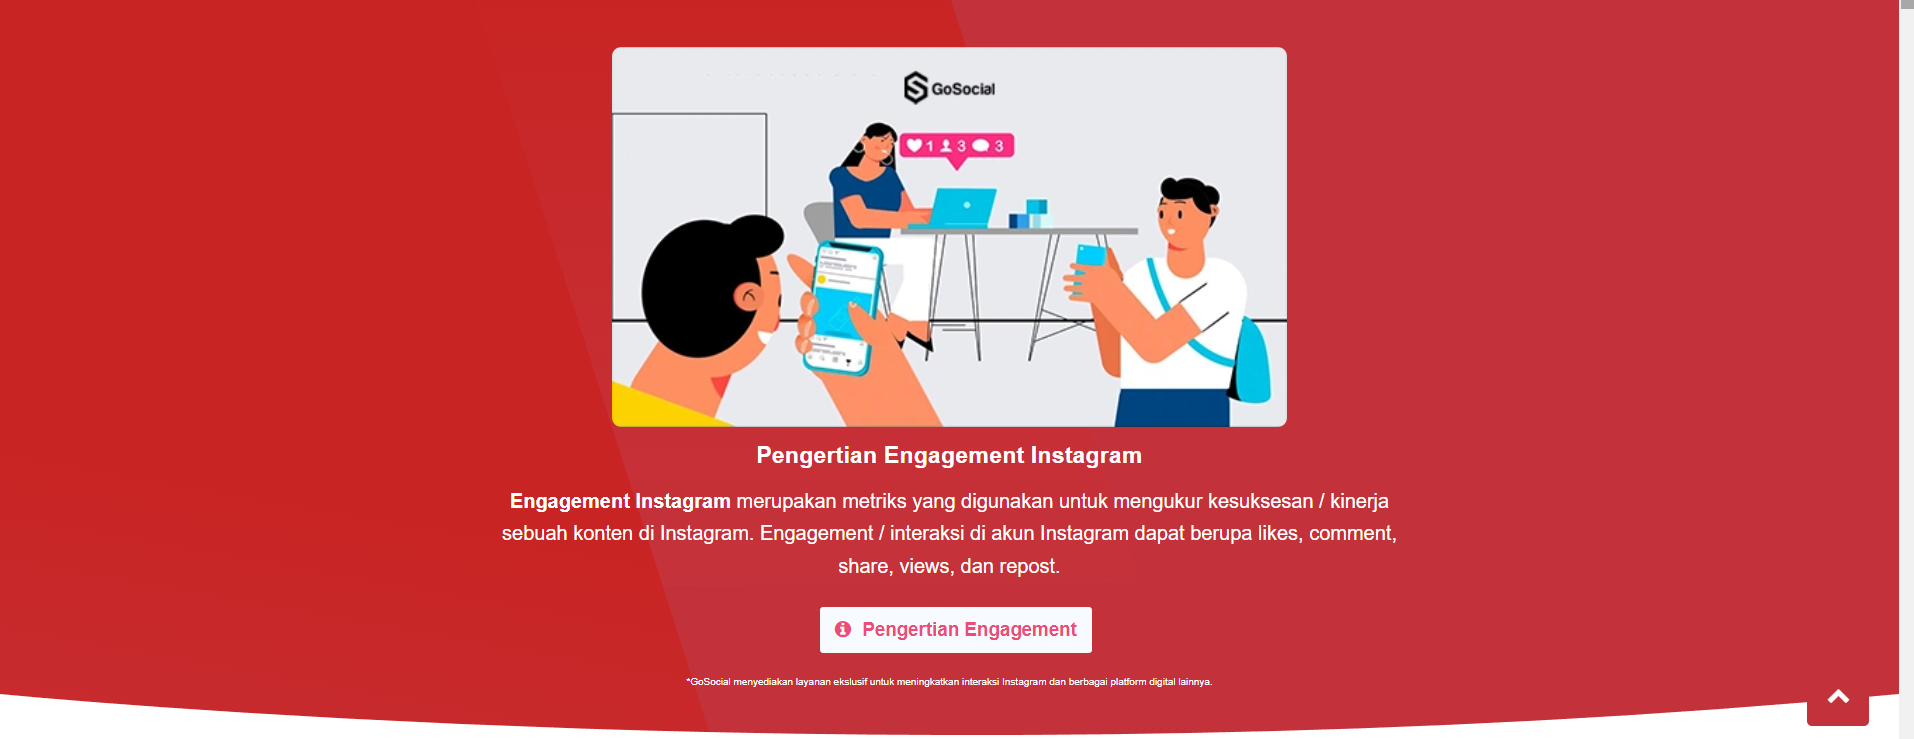 GoSocial
1 3 3
Pengertian Engagement Instagram
Engagement Instagram merupakan metriks yang digunakan untuk mengukur kesuksesan / kinerja
sebuah konten di Instagram. Engagement / interaksi di akun Instagram dapat berupa likes, comment,
share, views, dan repost.
Pengertian Engagement
*GoSocial menyediakan layanan ekslusif untuk meningkatkan interaksi Instagram dan berbagai platform digital lainnya.